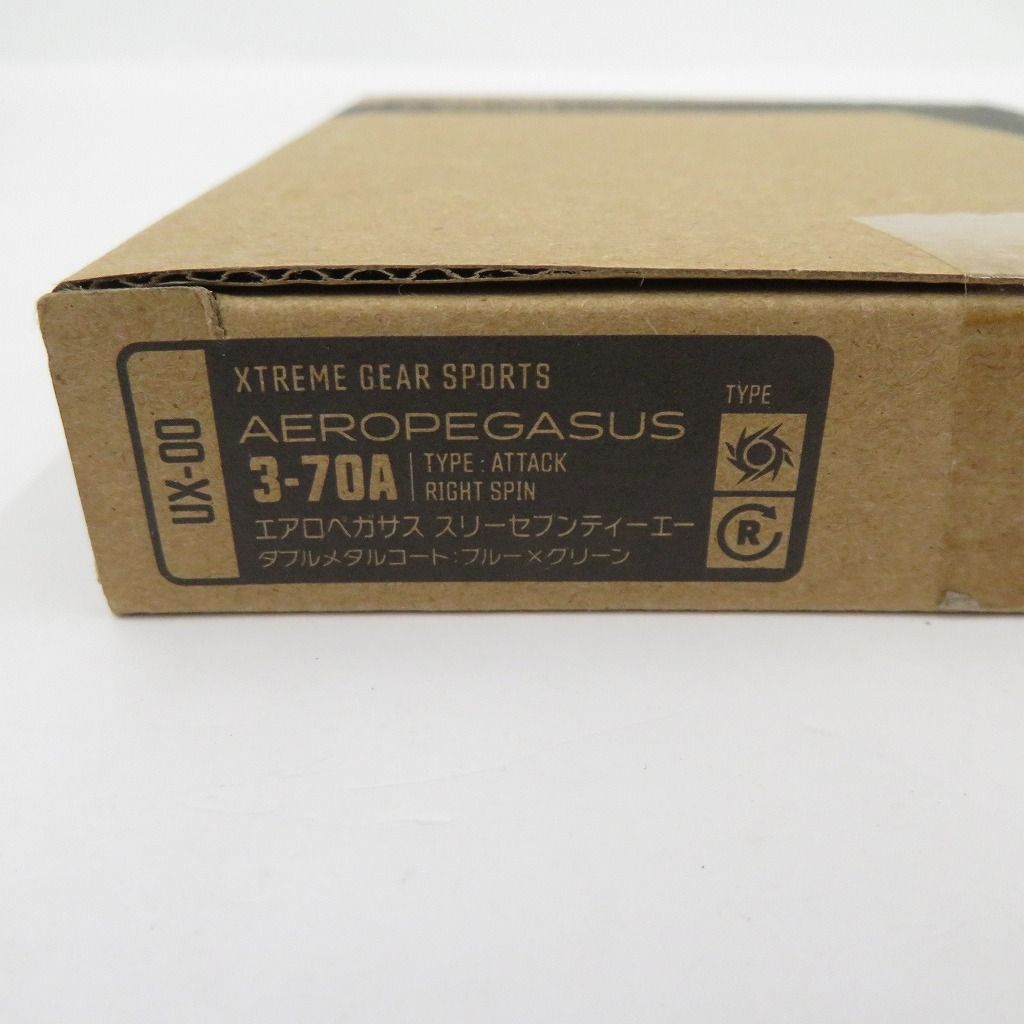 UX-00
XTREME GEAR SPORTS
AEROPEGASUS
3-70A
TYPE : ATTACK
RIGHT SPIN
エアロペガサス スリーセブンティーエー
ダブルメタルコート:ブルー×グリーン
TYPE
R